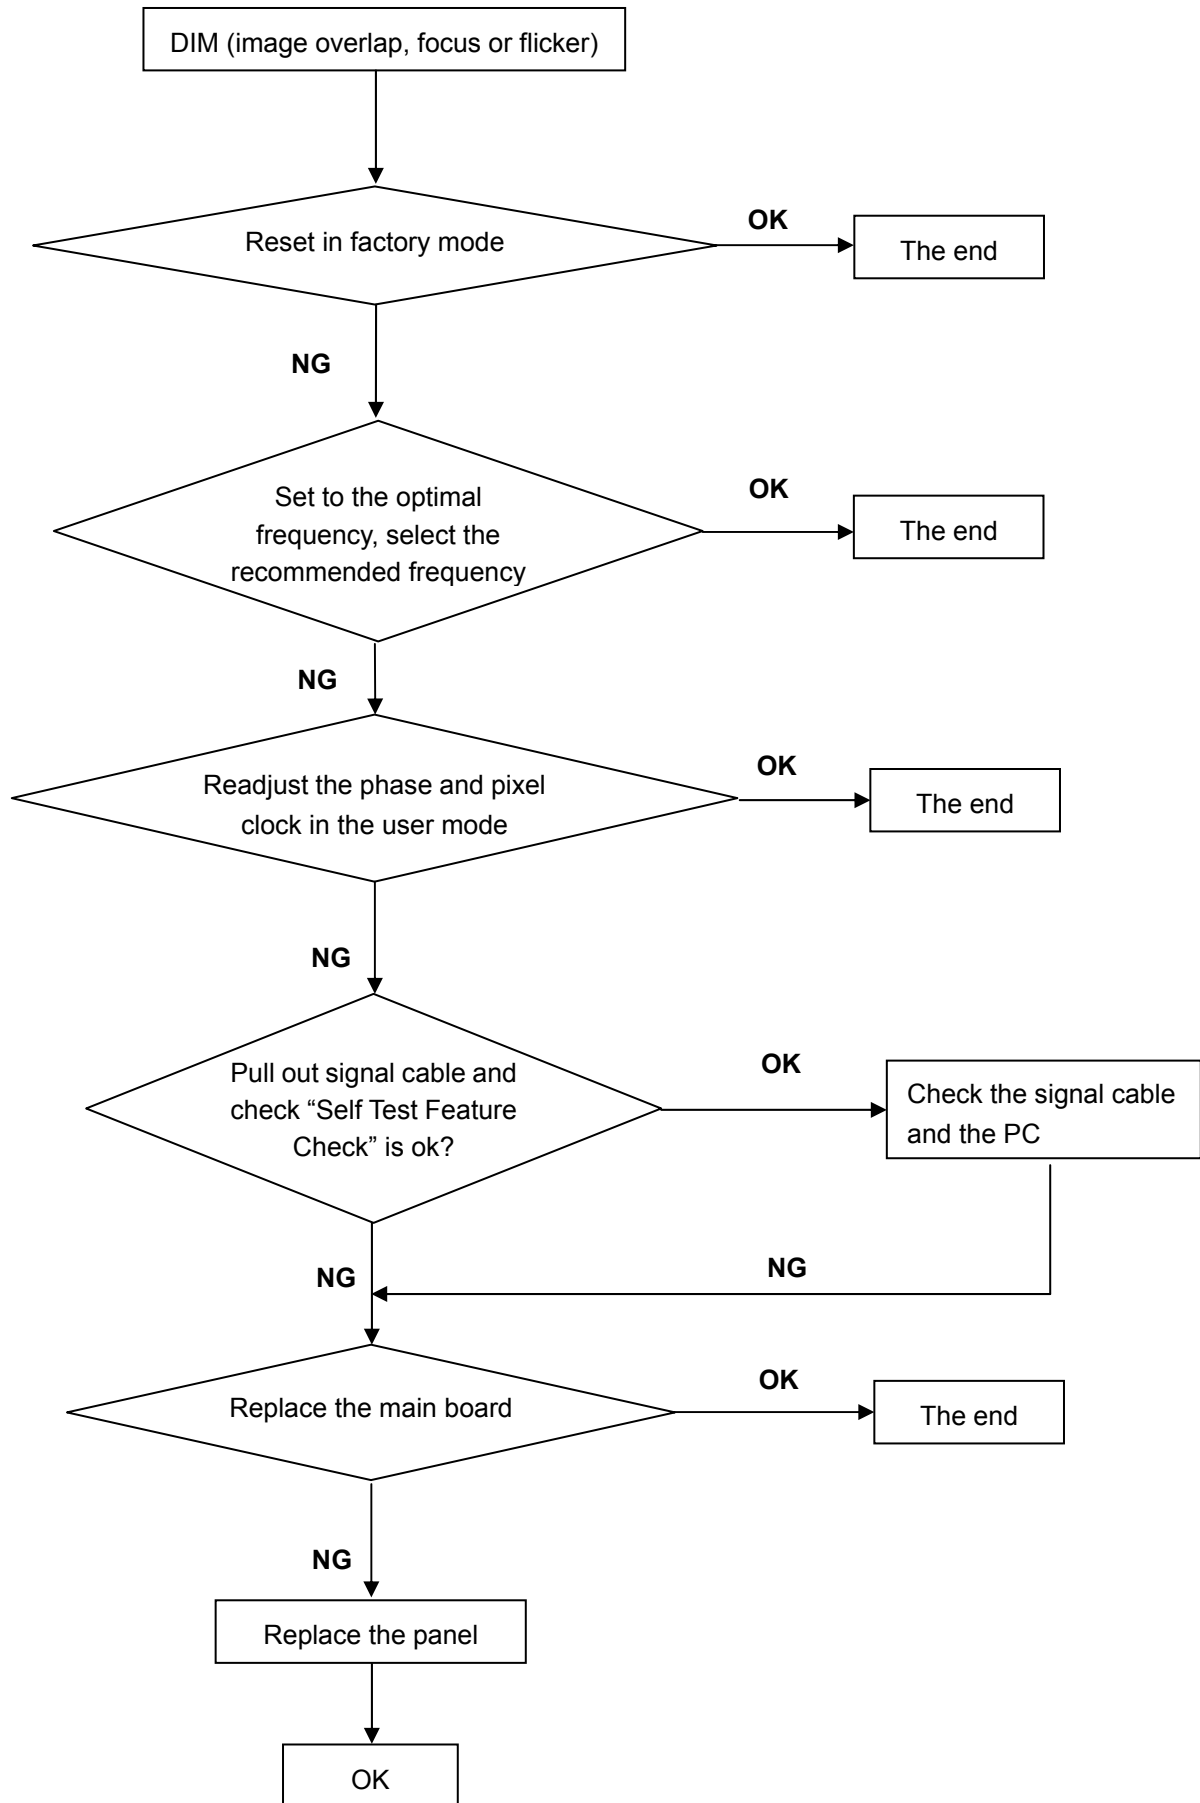 DIM (image overlap, focus or flicker)
Reset in factory mode
OK
The end
NG
Set to the optimal
frequency, select the
recommended frequency
OK
The end
NG
Readjust the phase and pixel
clock in the user mode
OK
The end
NG
Pull out signal cable and
check “Self Test Feature
Check” is ok?
OK
Check the signal cable
and the PC
NG
NG
Replace the main board
OK
The end
NG
Replace the panel
OK